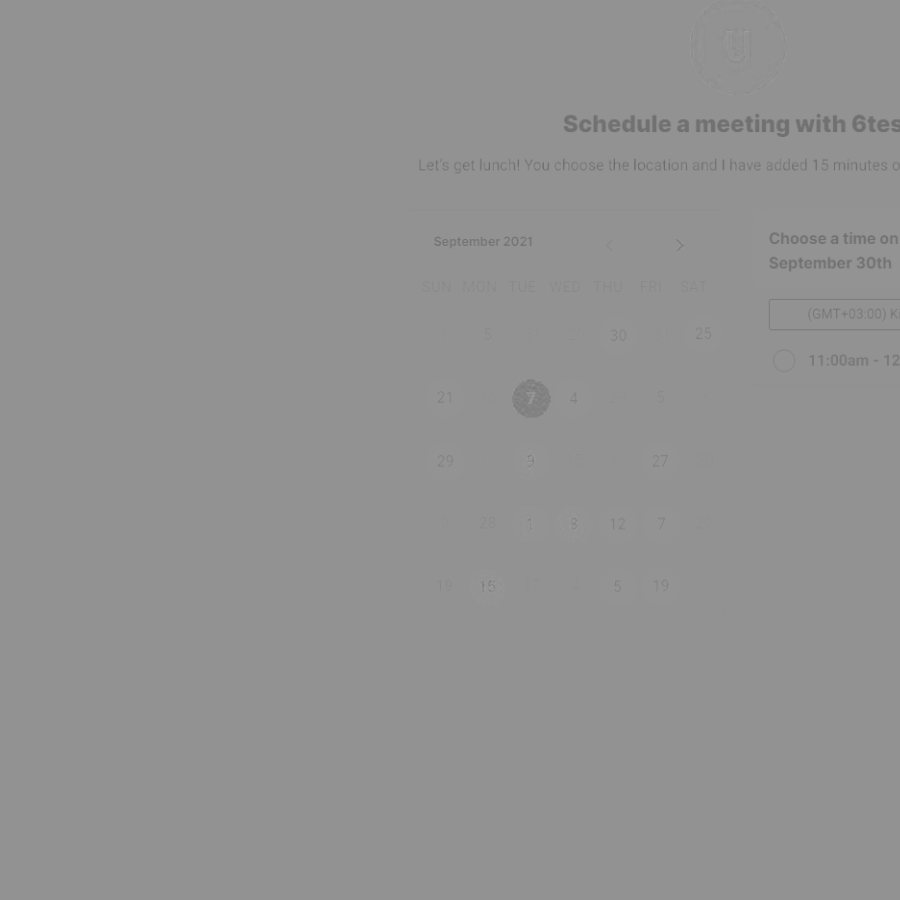 Schedule a meeting with 6tes
Let's get lunch! You choose the location and I have added 15 minutes o
September 2021
SUN MON TUE WED THU FRI SAT
5 30 25
21 7 4 5
29 9 27
28 1 8 12 7
19 15 5 19
Choose a time on
September 30th
(GMT+03:00) K
11:00am - 12